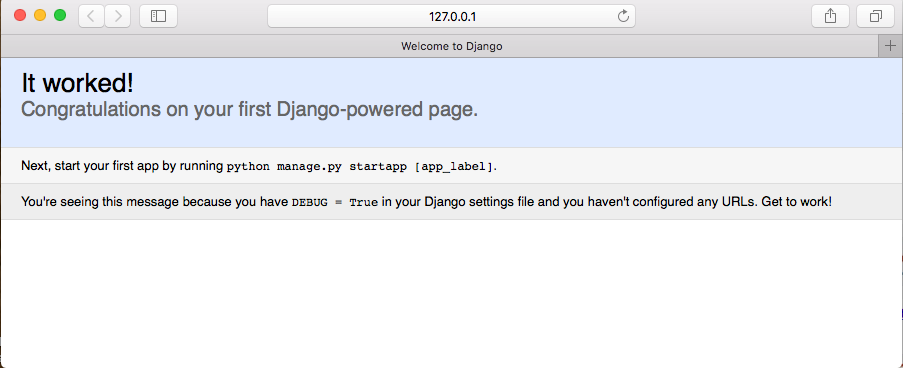 127.0.0.1
Welcome to Django
It worked!
Congratulations on your first Django-powered page.
Next, start your first app by running python manage.py startapp [app_label].
You're seeing this message because you have DEBUG = True in your Django settings file and you haven't configured any URLs. Get to work!